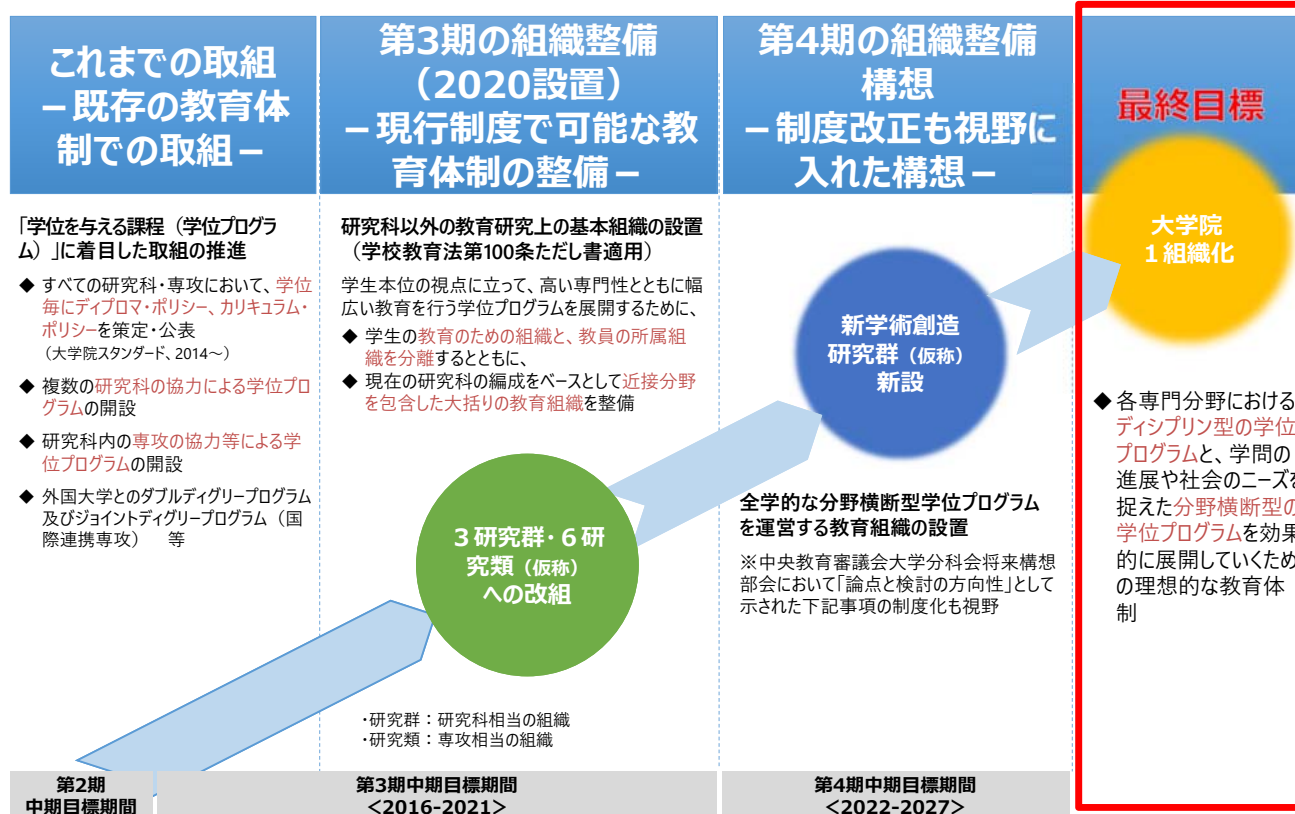 これまでの取組
－既存の教育体
制での取組－
第3期の組織整備
（2020設置）
－現行制度で可能な教
育体制の整備－
第4期の組織整備
構想
－制度改正も視野に
入れた構想－
最終目標
「学位を与える課程（学位プログラ
ム）」に着目した取組の推進
◆ すべての研究科・専攻において、学位
毎にディプロマ・ポリシー、カリキュラム・
ポリシーを策定・公表
（大学院スタンダード、2014～）
◆ 複数の研究科の協力による学位プロ
グラムの開設
◆ 研究科内の専攻の協力等による学
位プログラムの開設
◆ 外国大学とのダブルディグリープログラム
及びジョイントディグリープログラム（国
際連携専攻） 等
研究科以外の教育研究上の基本組織の設置
（学校教育法第100条ただし書適用）
学生本位の視点に立って、高い専門性とともに幅
広い教育を行う学位プログラムを展開するために、
◆ 学生の教育のための組織と、教員の所属組
織を分離するとともに、
◆ 現在の研究科の編成をベースとして近接分野
を包含した大括りの教育組織を整備
３研究群・６研
究類（仮称）
への改組
・研究群：研究科相当の組織
・研究類：専攻相当の組織
新学術創造
研究群（仮称）
新設
全学的な分野横断型学位プログラム
を運営する教育組織の設置
※中央教育審議会大学分科会将来構想
部会において「論点と検討の方向性」として
示された下記事項の制度化も視野
大学院
１組織化
◆ 各専門分野における
ディシプリン型の学位
プログラムと、学問の
進展や社会のニーズを
捉えた分野横断型の
学位プログラムを効果
的に展開していくため
の理想的な教育体
制
第2期
中期目標期間
第3期中期目標期間
<2016-2021>
第4期中期目標期間
<2022-2027>